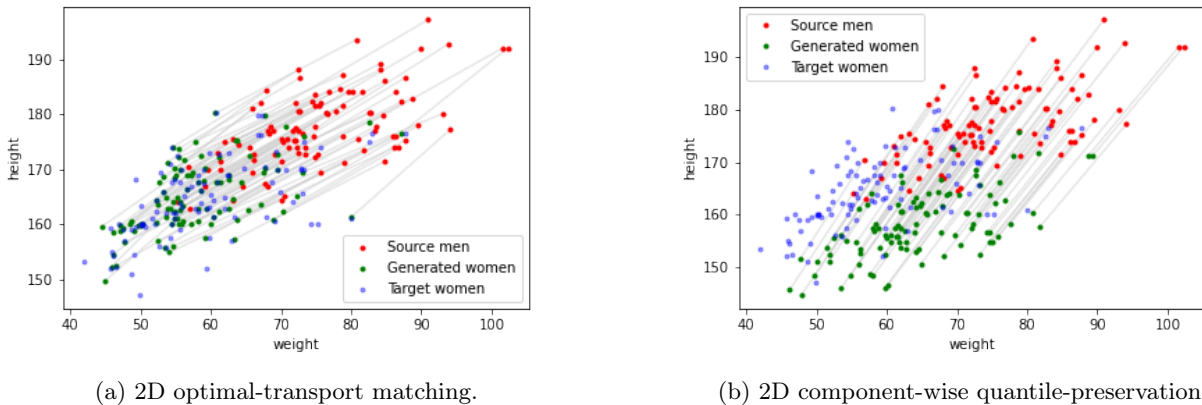 Source men
Generated women
Target women
height
190
180
170
160
150
40
50
60
70
80
90
100
weight
(a) 2D optimal-transport matching.
Source men
Generated women
Target women
height
190
180
170
160
150
40
50
60
70
80
90
100
weight
(b) 2D component-wise quantile-preservation